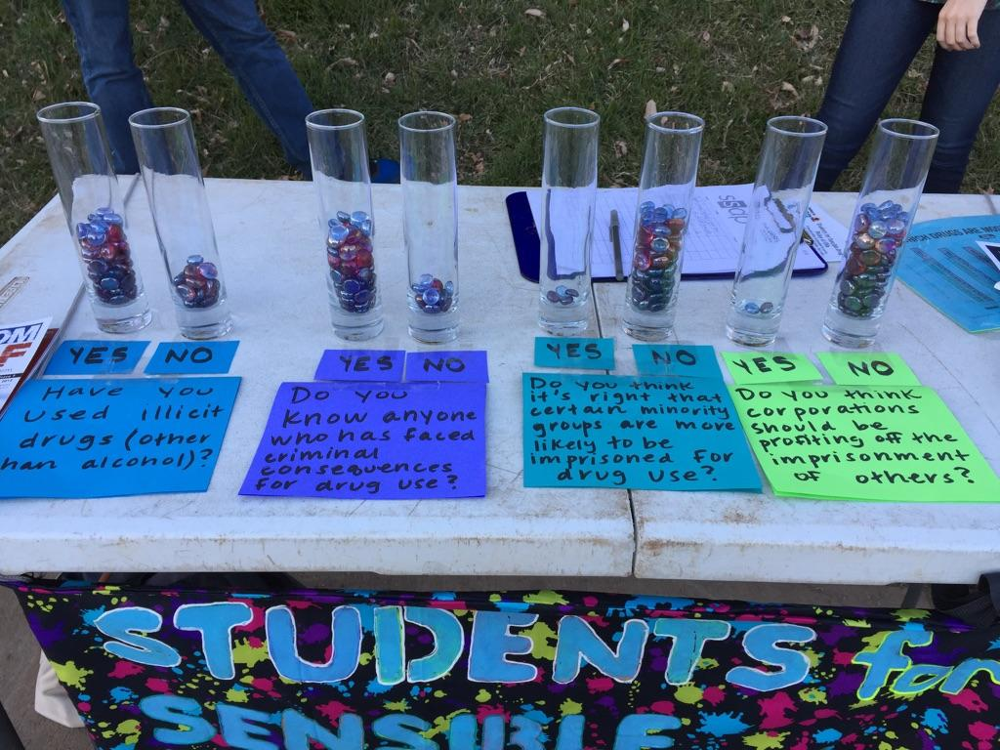 YES NO
Have you
used illicit
drugs (other
than alcohol)?
YES NO
Do you
know anyone
who has faced
criminal
consequences
for drug use?
YES NO
Do you think
it's right that
certain minority
groups are more
likely to be
imprisoned for
drug use?
YES NO
Do you think
corporations
should be
profiting off the
imprisonment
of others?
ssdp
STUDENTS for
SENSIBLE